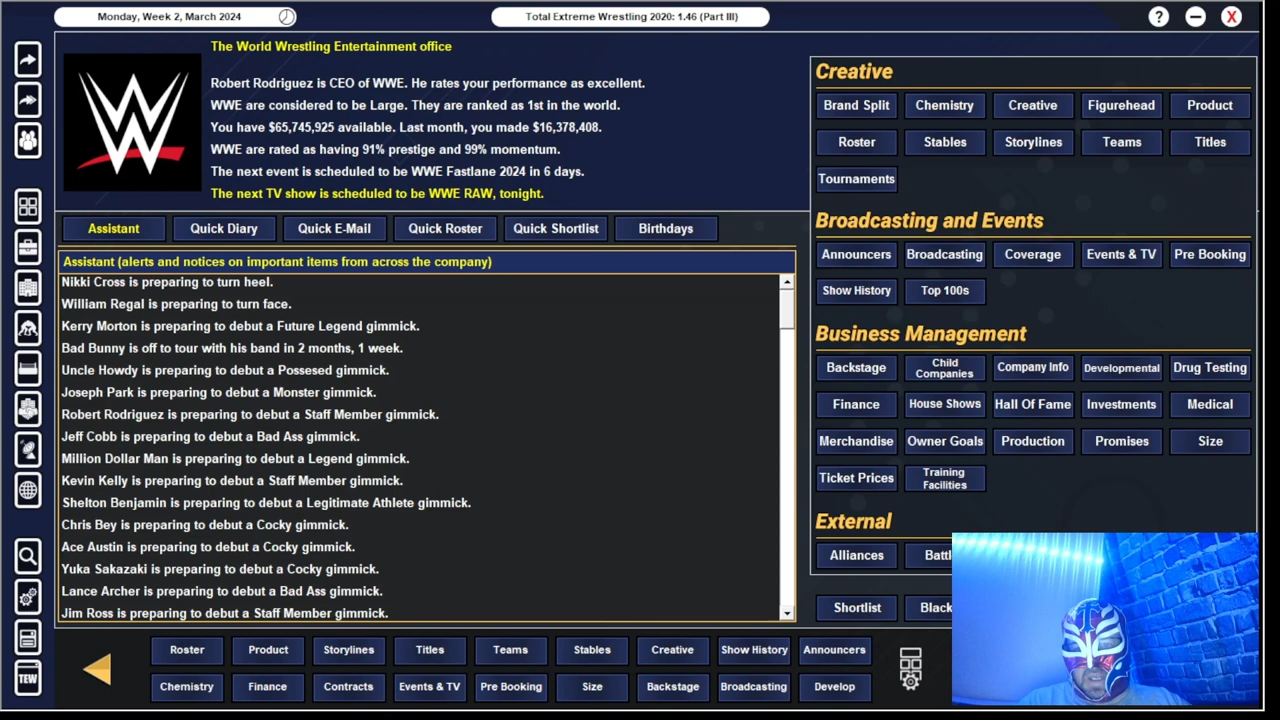 Monday, Week 2, March 2024
Total Extreme Wrestling 2020: 1.46 (Part III)
?
X
The World Wrestling Entertainment office
Robert Rodriguez is CEO of WWE. He rates your performance as excellent.
WWE are considered to be Large. They are ranked as 1st in the world.
You have $65,745,925 available. Last month, you made $16,378,408.
WWE are rated as having 91% prestige and 99% momentum.
The next event is scheduled to be WWE Fastlane 2024 in 6 days.
The next TV show is scheduled to be WWE RAW, tonight.
Assistant Quick Diary Quick E-Mail Quick Roster Quick Shortlist Birthdays
Assistant (alerts and notices on important items from across the company)
Nikki Cross is preparing to turn heel.
William Regal is preparing to turn face.
Kerry Morton is preparing to debut a Future Legend gimmick.
Bad Bunny is off to tour with his band in 2 months, 1 week.
Uncle Howdy is preparing to debut a Possesed gimmick.
Joseph Park is preparing to debut a Monster gimmick.
Robert Rodriguez is preparing to debut a Staff Member gimmick.
Jeff Cobb is preparing to debut a Bad Ass gimmick.
Million Dollar Man is preparing to debut a Legend gimmick.
Kevin Kelly is preparing to debut a Staff Member gimmick.
Shelton Benjamin is preparing to debut a Legitimate Athlete gimmick.
Chris Bey is preparing to debut a Cocky gimmick.
Ace Austin is preparing to debut a Cocky gimmick.
Yuka Sakazaki is preparing to debut a Cocky gimmick.
Lance Archer is preparing to debut a Bad Ass gimmick.
Jim Ross is preparing to debut a Staff Member gimmick.
Creative
Brand Split Chemistry Creative Figurehead Product
Roster Stables Storylines Teams Titles
Tournaments
Broadcasting and Events
Announcers Broadcasting Coverage Events & TV Pre Booking
Show History Top 100s
Business Management
Backstage Child Companies Company Info Developmental Drug Testing
Finance House Shows Hall Of Fame Investments Medical
Merchandise Owner Goals Production Promises Size
Ticket Prices Training Facilities
External
Alliances Battl
Shortlist Black
Roster Product Storylines Titles Teams Stables Creative Show History Announcers
Chemistry Finance Contracts Events & TV Pre Booking Size Backstage Broadcasting Develop
TEW